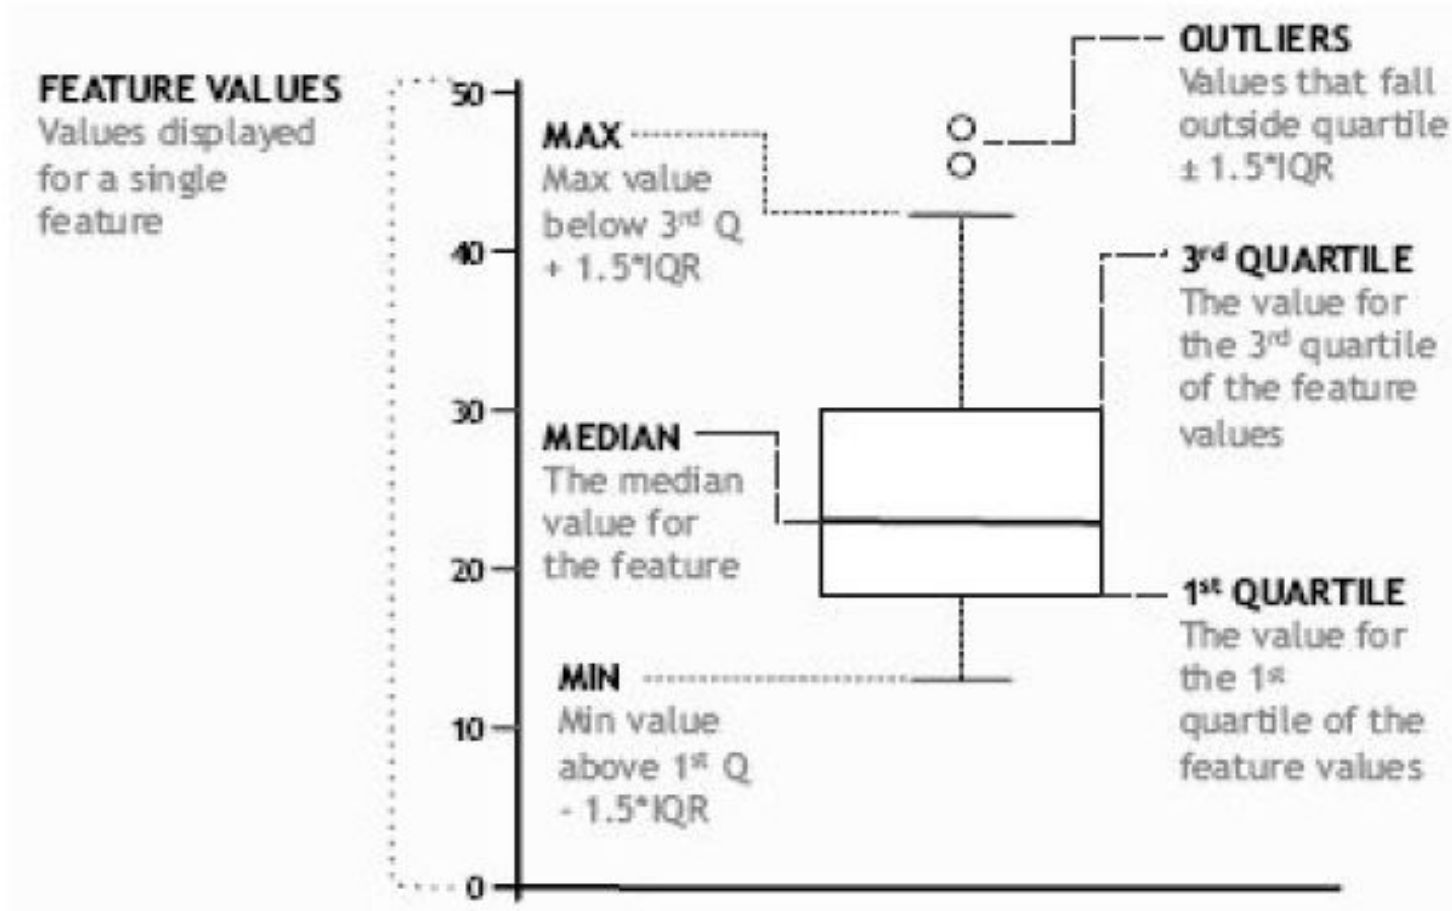 FEATURE VALUES
Values displayed
for a single
feature
50
40
30
20
10
0
MAX
Max value
below 3rd Q
+ 1.5*IQR
MEDIAN
The median
value for
the feature
MIN
Min value
above 1st Q
- 1.5*IQR
OUTLIERS
Values that fall
outside quartile
± 1.5*IQR
3rd QUARTILE
The value for
the 3rd quartile
of the feature
values
1st QUARTILE
The value for
the 1st
quartile of the
feature values